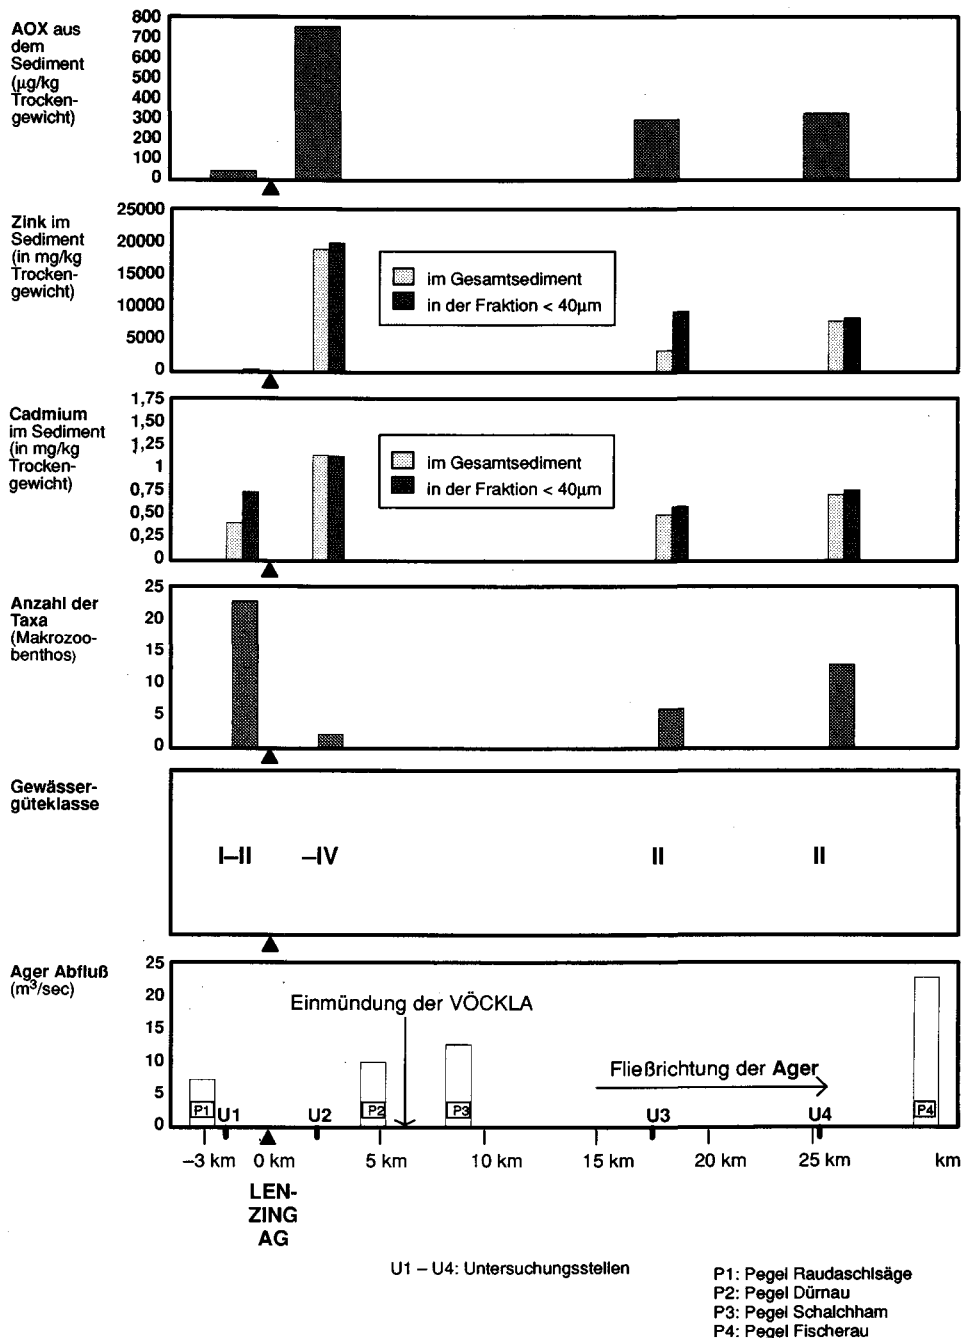 AOX aus
dem
Sediment
(µg/kg
Trocken-
gewicht)
800
700
600
500
400
300
200
100
0
Zink im
Sediment
(in mg/kg
Trocken-
gewicht)
25000
20000
15000
10000
5000
0
im Gesamtsediment
in der Fraktion < 40µm
Cadmium
im Sediment
(in mg/kg
Trocken-
gewicht)
1,75
1,50
1,25
1
0,75
0,50
0,25
0
im Gesamtsediment
in der Fraktion < 40µm
Anzahl der
Taxa
(Makrozoo-
benthos)
25
20
15
10
5
0
Gewässer-
güteklasse
I–II –IV II II
Ager Abfluß
(m³/sec)
25
20
15
10
5
0
Einmündung der VÖCKLA
Fließrichtung der Ager
P1 U1 U2 P2 P3 U3 U4 P4
–3 km 0 km 5 km 10 km 15 km 20 km 25 km km
LEN-
ZING
AG
U1 – U4: Untersuchungsstellen
P1: Pegel Raudaschlsäge
P2: Pegel Dürnau
P3: Pegel Schalchham
P4: Pegel Fischerau